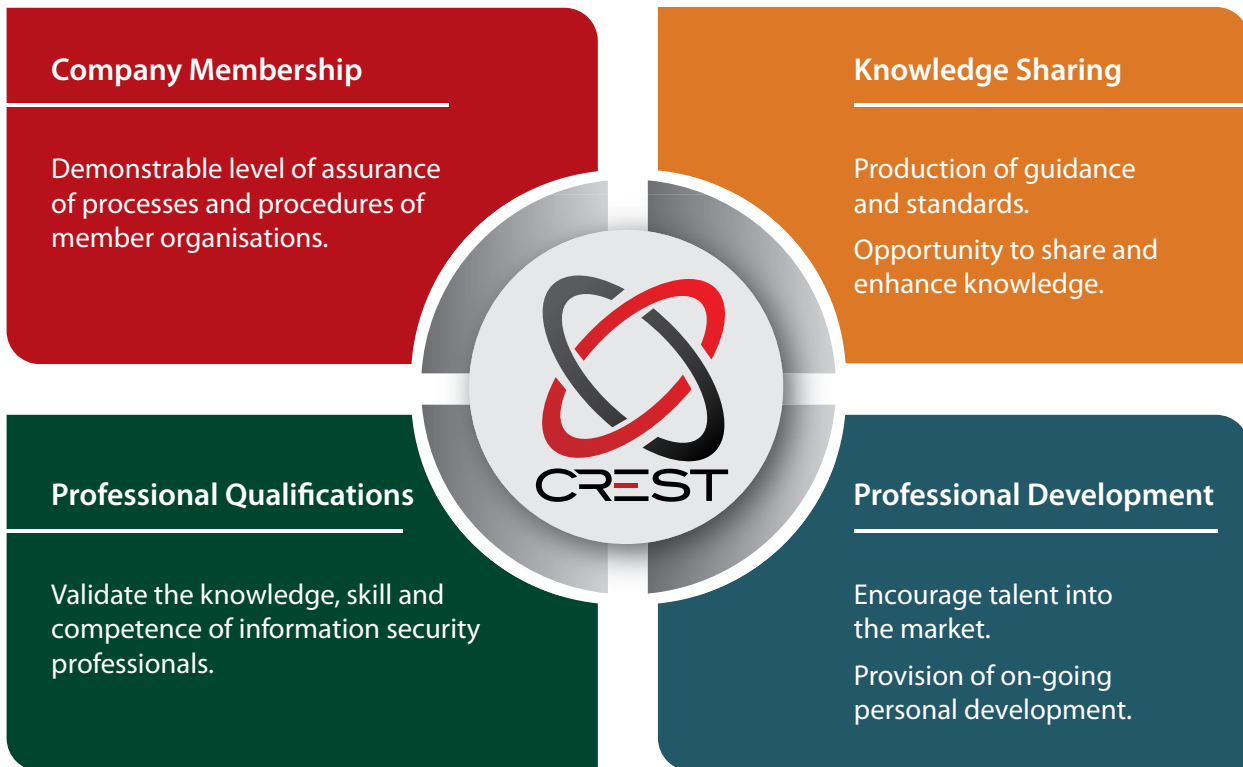 Company Membership
Demonstrable level of assurance
of processes and procedures of
member organisations.
Knowledge Sharing
Production of guidance
and standards.
Opportunity to share and
enhance knowledge.
CREST
Professional Qualifications
Validate the knowledge, skill and
competence of information security
professionals.
Professional Development
Encourage talent into
the market.
Provision of on-going
personal development.